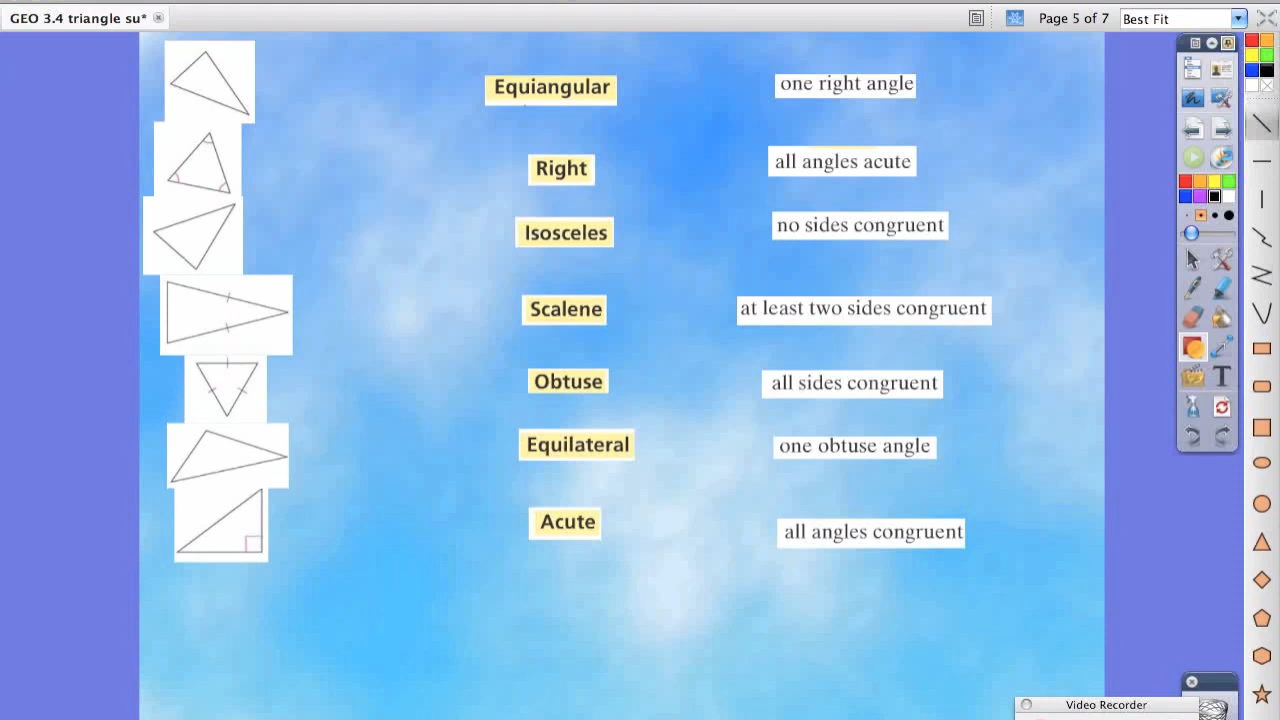 GEO 3.4 triangle su*
Page 5 of 7
Best Fit
Equiangular
one right angle
Right
all angles acute
Isosceles
no sides congruent
Scalene
at least two sides congruent
Obtuse
all sides congruent
Equilateral
one obtuse angle
Acute
all angles congruent
Video Recorder